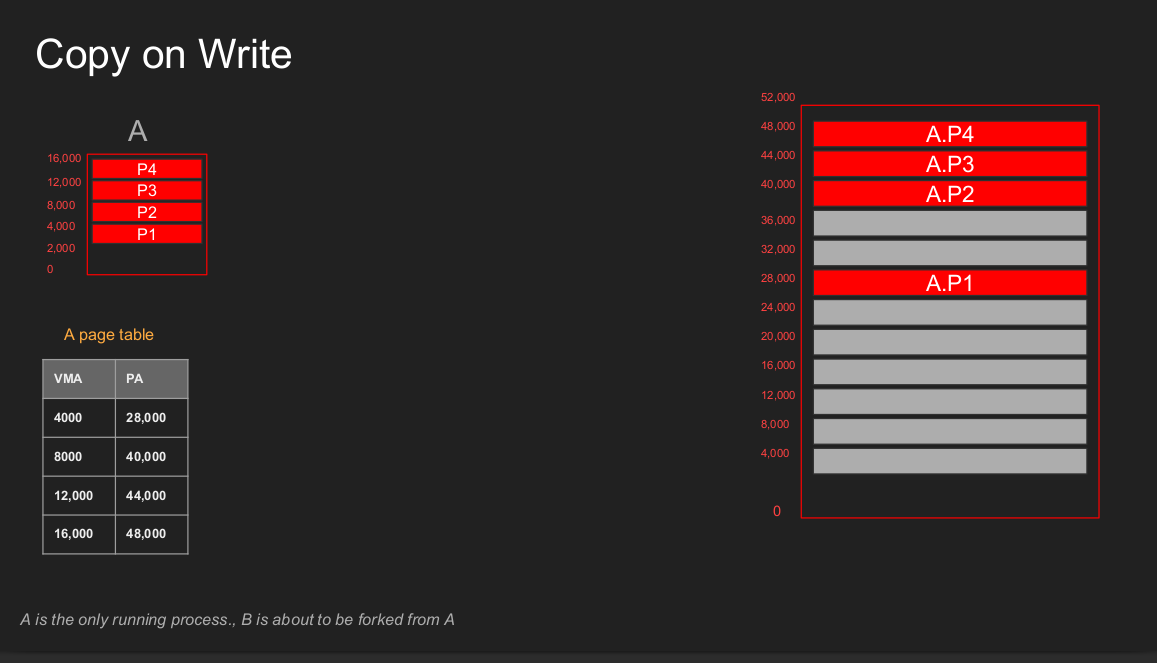 Copy on Write
A
16,000
P4
12,000
P3
8,000
P2
4,000
P1
2,000
0
A page table
VMA PA
4000 28,000
8000 40,000
12,000 44,000
16,000 48,000
52,000
48,000
A.P4
44,000
A.P3
40,000
A.P2
36,000
32,000
28,000
A.P1
24,000
20,000
16,000
12,000
8,000
4,000
0
A is the only running process., B is about to be forked from A